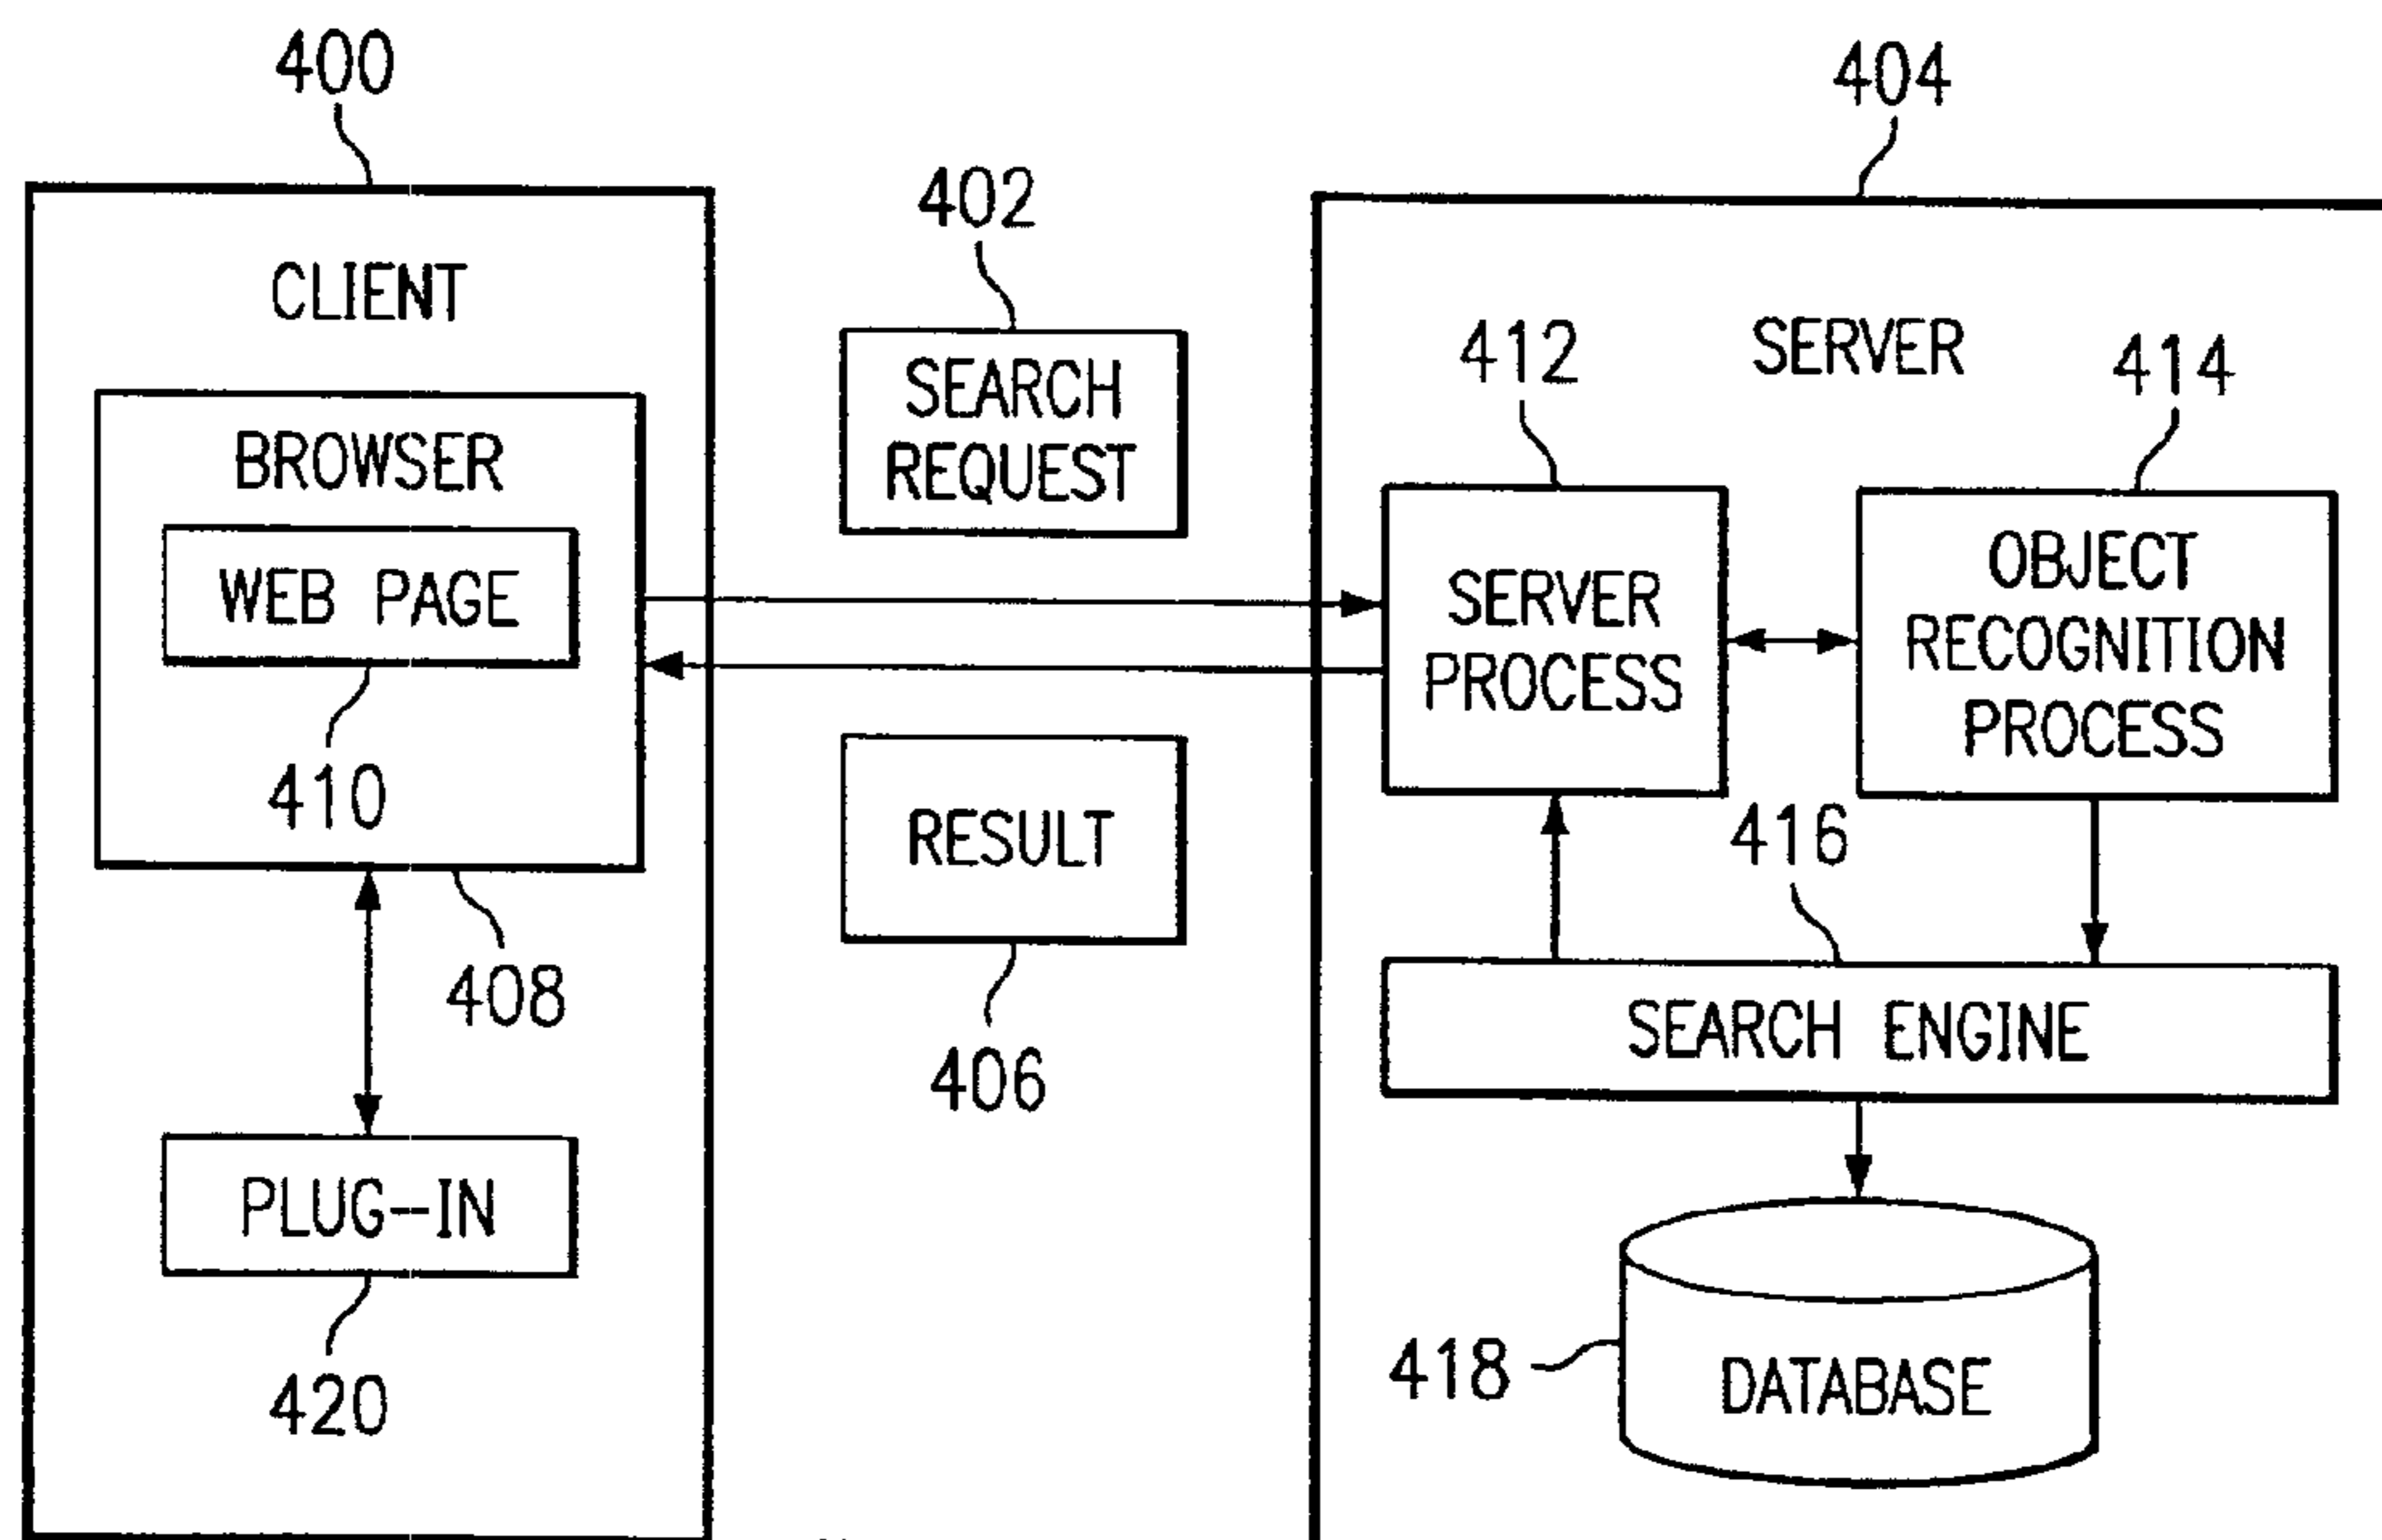 400
404
402
CLIENT
SEARCH
REQUEST
412
SERVER
414
BROWSER
WEB PAGE
410
408
SERVER
PROCESS
OBJECT
RECOGNITION
PROCESS
RESULT
406
416
SEARCH ENGINE
PLUG-IN
420
418
DATABASE